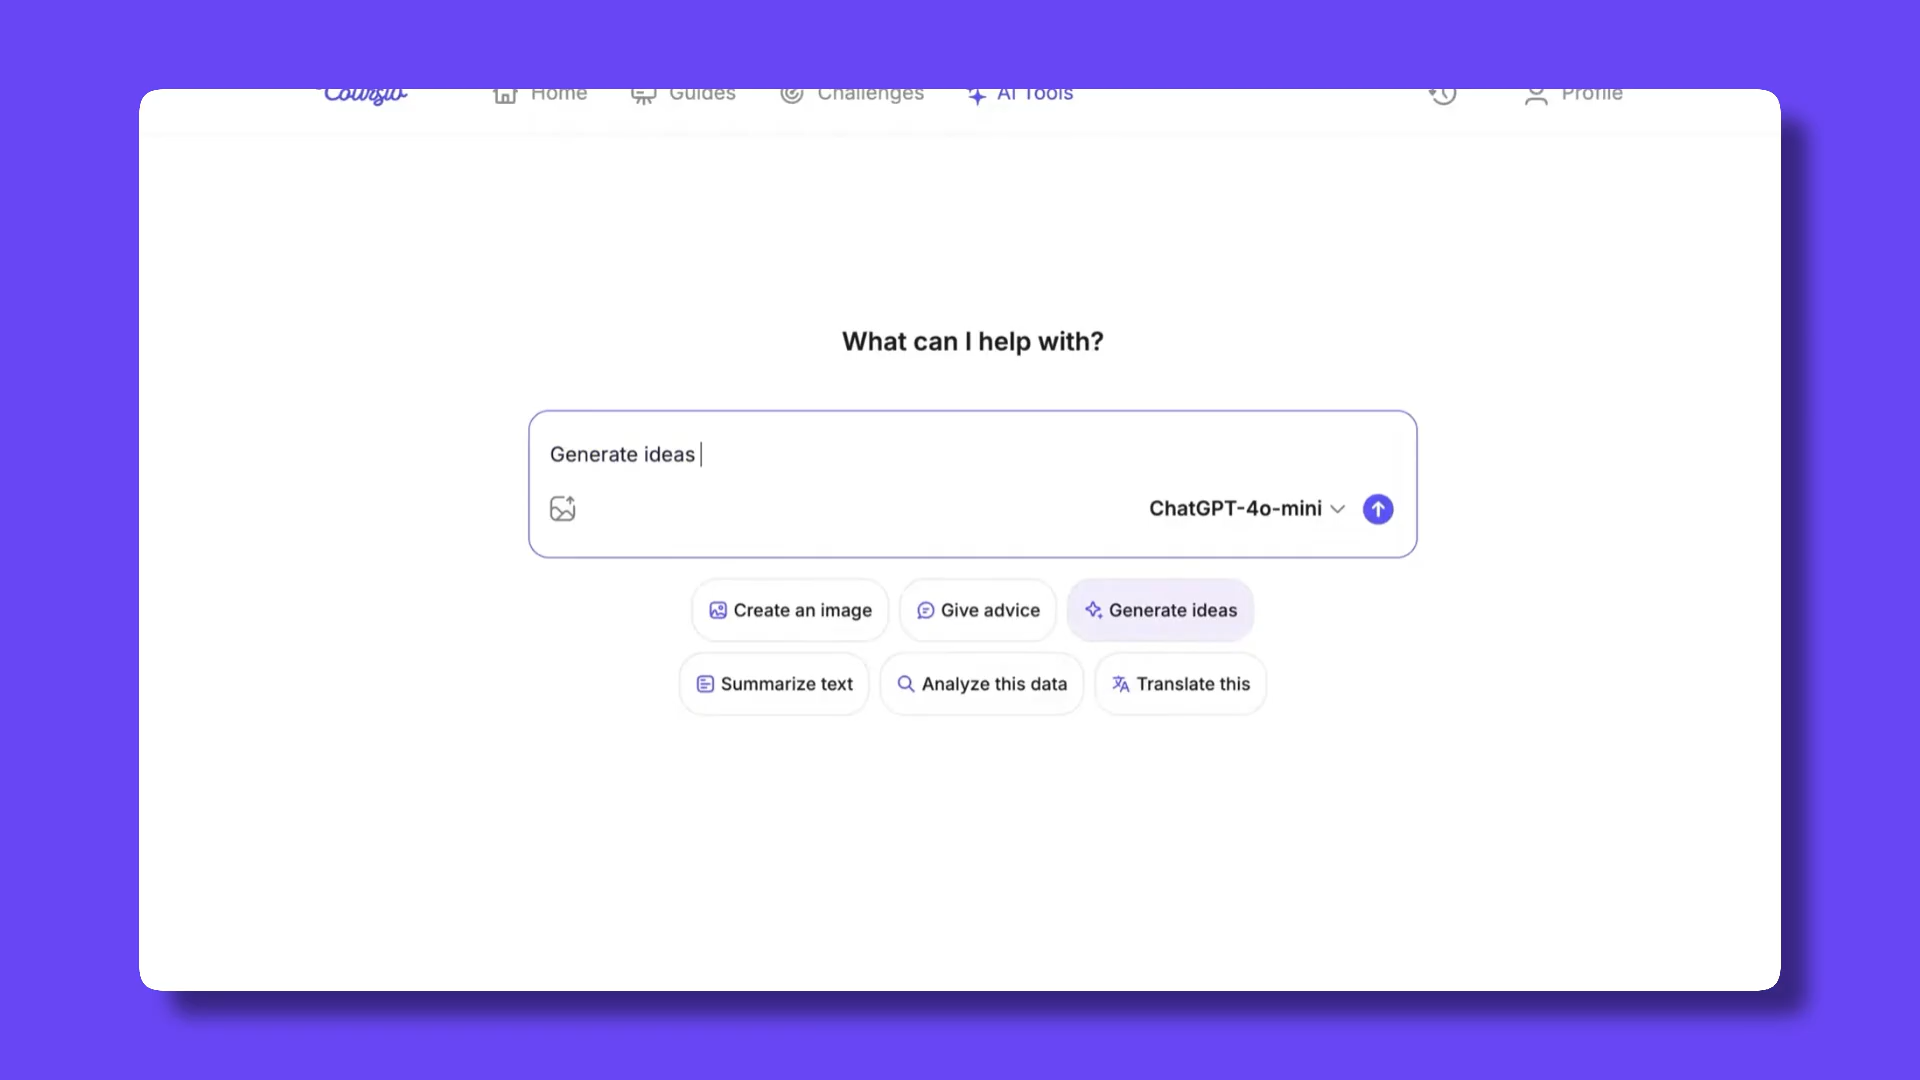 Coursiv
Home Guides Challenges AI Tools Profile
What can I help with?
Generate ideas
ChatGPT-4o-mini
Create an image Give advice Generate ideas
Summarize text Analyze this data Translate this